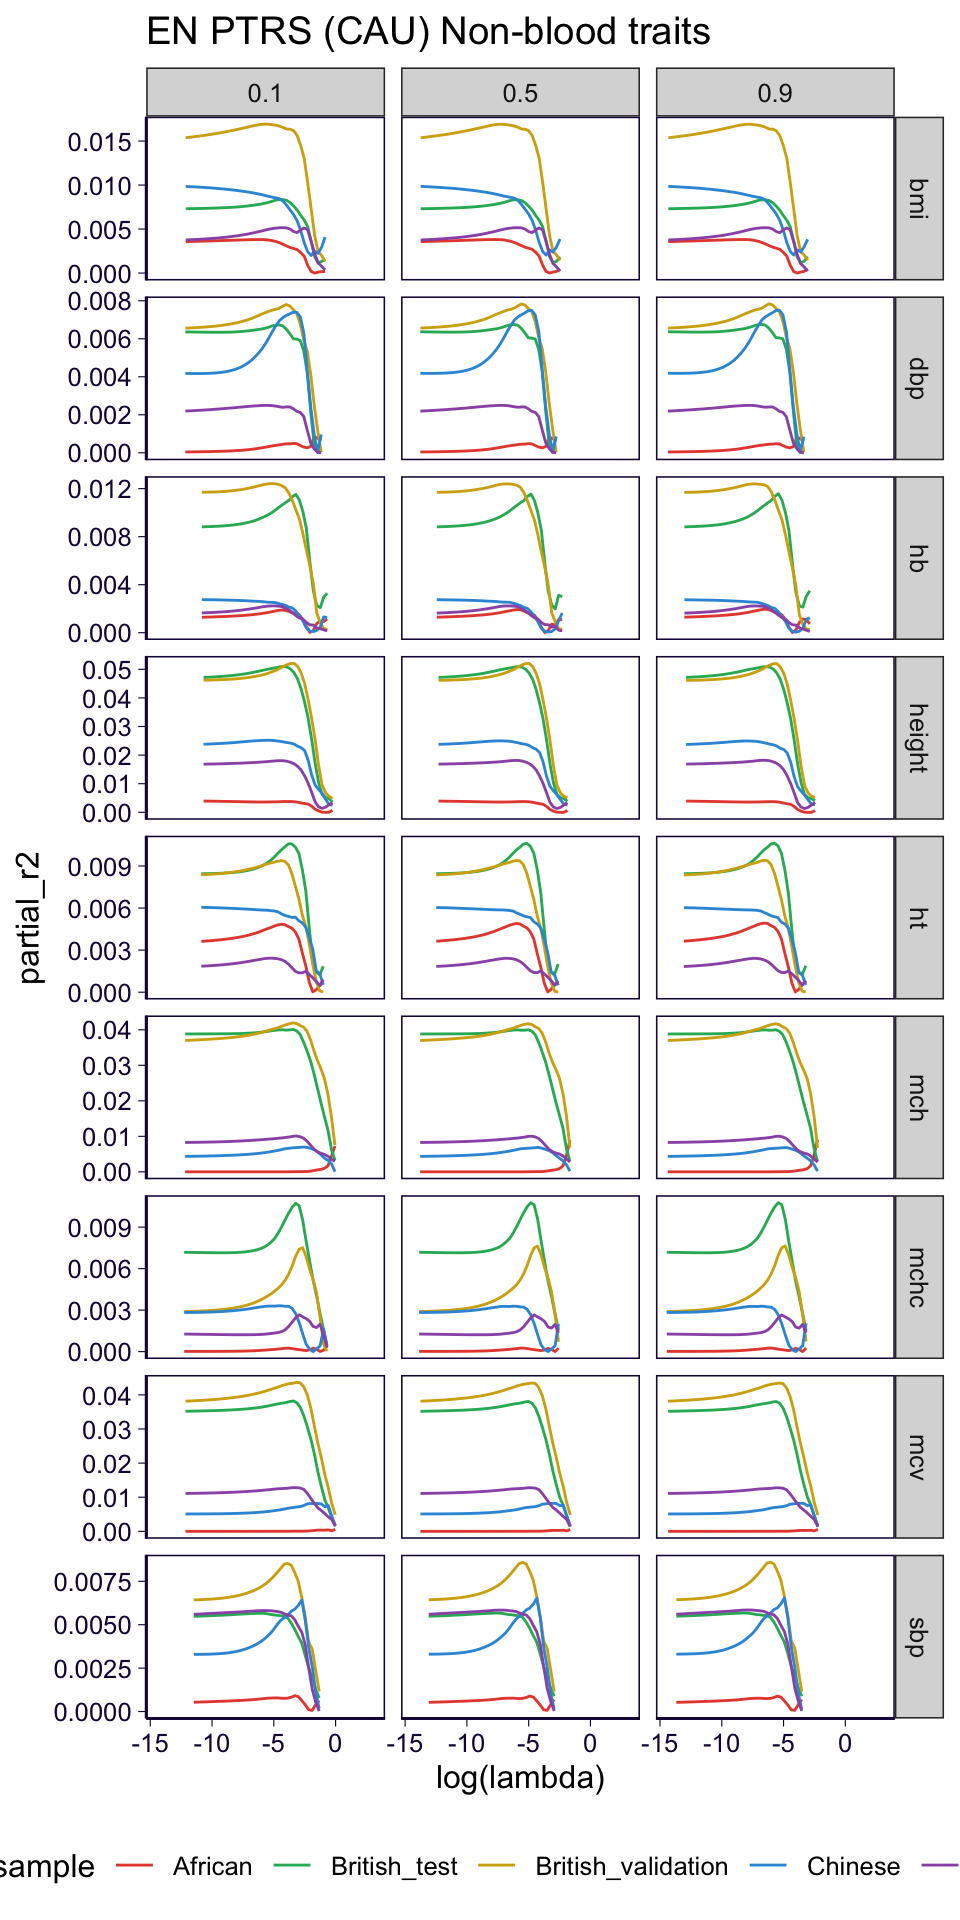 EN PTRS (CAU) Non-blood traits
0.1 0.5 0.9
0.015
0.010
0.005
0.000
bmi
0.008
0.006
0.004
0.002
0.000
dbp
0.012
0.008
0.004
0.000
hb
0.05
0.04
0.03
0.02
0.01
0.00
height
partial_r2
0.009
0.006
0.003
0.000
ht
0.04
0.03
0.02
0.01
0.00
mch
0.009
0.006
0.003
0.000
mchc
0.04
0.03
0.02
0.01
0.00
mcv
0.0075
0.0050
0.0025
0.0000
sbp
-15 -10 -5 0 -15 -10 -5 0 -15 -10 -5 0
log(lambda)
sample African British_test British_validation Chinese